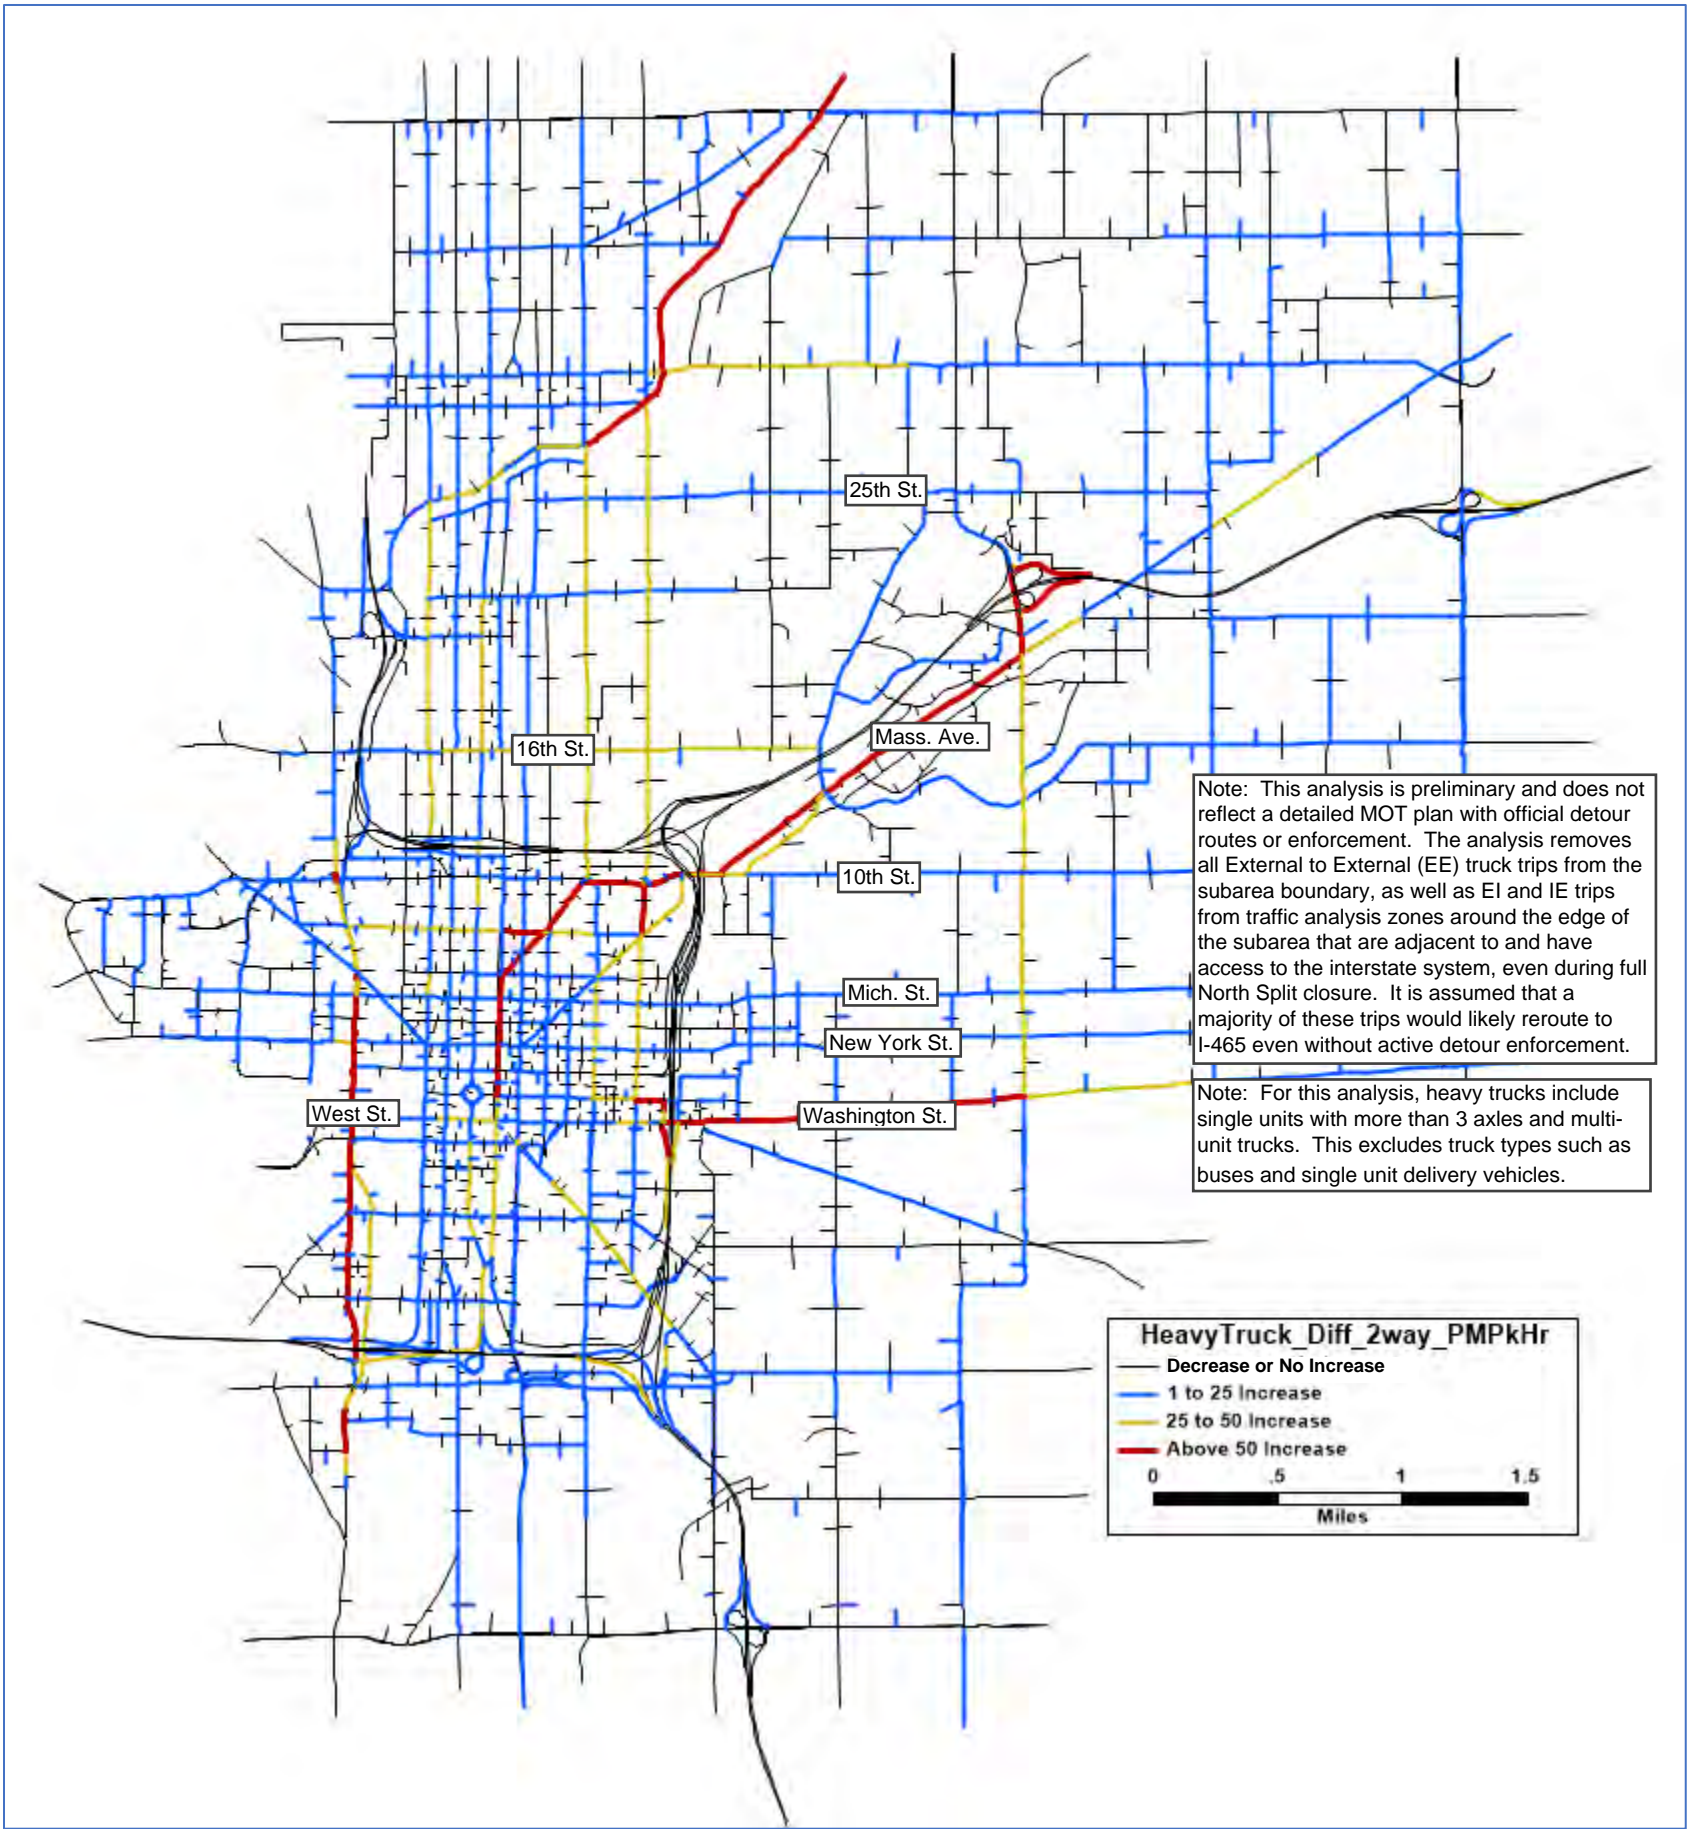 25th St.
16th St.
Mass. Ave.
10th St.
Mich. St.
New York St.
West St.
Washington St.
Note:  This analysis is preliminary and does not
reflect a detailed MOT plan with official detour
routes or enforcement.  The analysis removes
all External to External (EE) truck trips from the
subarea boundary, as well as EI and IE trips
from traffic analysis zones around the edge of
the subarea that are adjacent to and have
access to the interstate system, even during full
North Split closure.  It is assumed that a
majority of these trips would likely reroute to
I-465 even without active detour enforcement.
Note:  For this analysis, heavy trucks include
single units with more than 3 axles and multi-
unit trucks.  This excludes truck types such as
buses and single unit delivery vehicles.
HeavyTruck_Diff_2way_PMPkHr
Decrease or No Increase
1 to 25 Increase
25 to 50 Increase
Above 50 Increase
0 .5 1 1.5
Miles